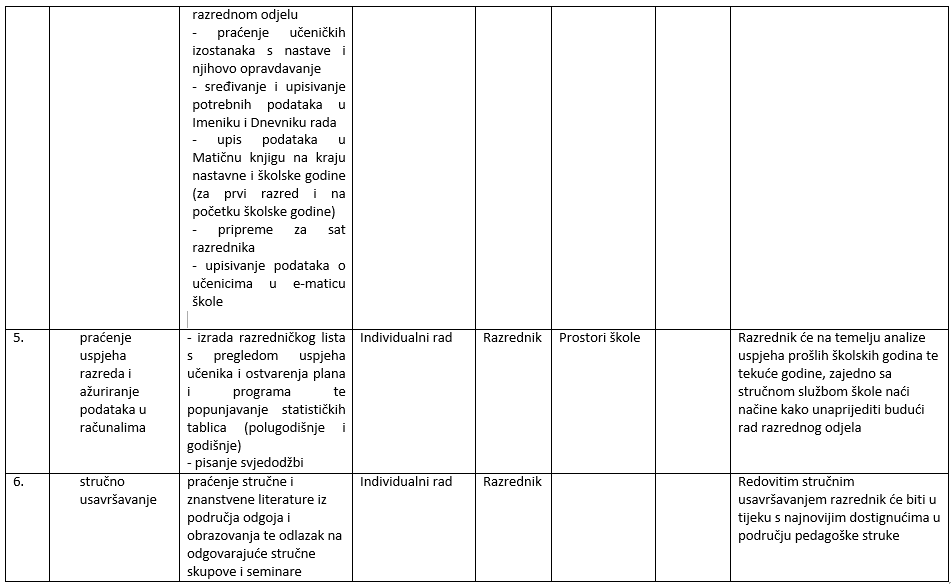 razrednom odjelu
- praćenje učeničkih
izostanaka s nastave i
njihovo opravdavanje
- sređivanje i upisivanje
potrebnih podataka u
Imeniku i Dnevniku rada
- upis podataka u
Matičnu knjigu na kraju
nastavne i školske godine
(za prvi razred i na
početku školske godine)
- pripreme za sat
razrednika
- upisivanje podataka o
učenicima u e-maticu
škole
5.
praćenje
uspjeha
razreda i
ažuriranje
podataka u
računalima
- izrada razredničkog lista
s pregledom uspjeha
učenika i ostvarenja plana
i programa te
popunjavanje statističkih
tablica (polugodišnje i
godišnje)
- pisanje svjedodžbi
Individualni rad
Razrednik
Prostori škole
Razrednik će na temelju analize
uspjeha prošlih školskih godina te
tekuće godine, zajedno sa
stručnom službom škole naći
načine kako unaprijediti budući
rad razrednog odjela
6.
stručno
usavršavanje
praćenje stručne i
znanstvene literature iz
područja odgoja i
obrazovanja te odlazak na
odgovarajuće stručne
skupove i seminare
Individualni rad
Razrednik
Redovitim stručnim
usavršavanjem razrednik će biti u
tijeku s najnovijim dostignućima u
području pedagoške struke